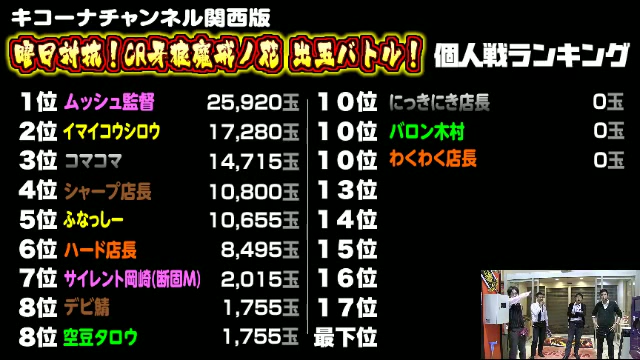 キコーナチャンネル関西版
曜日対抗!CR牙狼魔戒ノ花 出玉バトル! 個人戦ランキング
1位 ムッシュ監督 25,920玉
2位 イマイコウシロウ 17,280玉
3位 コマコマ 14,715玉
4位 シャープ店長 10,800玉
5位 ふなっしー 10,655玉
6位 ハード店長 8,495玉
7位 サイレント岡崎(断固M) 2,015玉
8位 デビ鯖 1,755玉
8位 空豆タロウ 1,755玉
10位 にっきにき店長 0玉
10位 バロン木村 0玉
10位 わくわく店長 0玉
13位
14位
15位
16位
17位
最下位